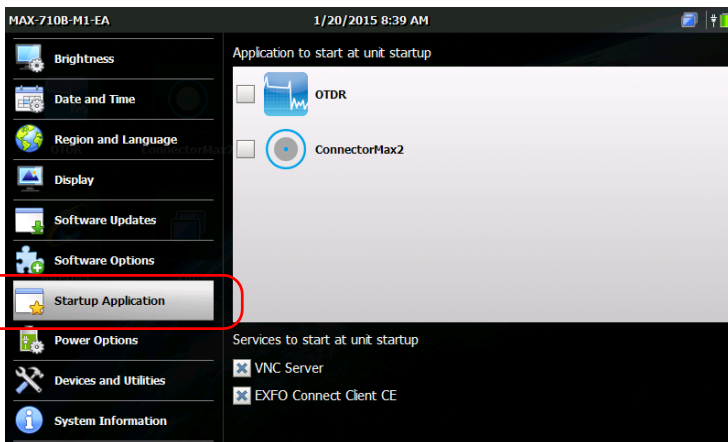 MAX-710B-M1-EA 1/20/2015 8:39 AM
Brightness
Date and Time
Region and Language
Display
Software Updates
Software Options
Startup Application
Power Options
Devices and Utilities
System Information
Application to start at unit startup
OTDR
ConnectorMax2
Services to start at unit startup
VNC Server
EXFO Connect Client CE